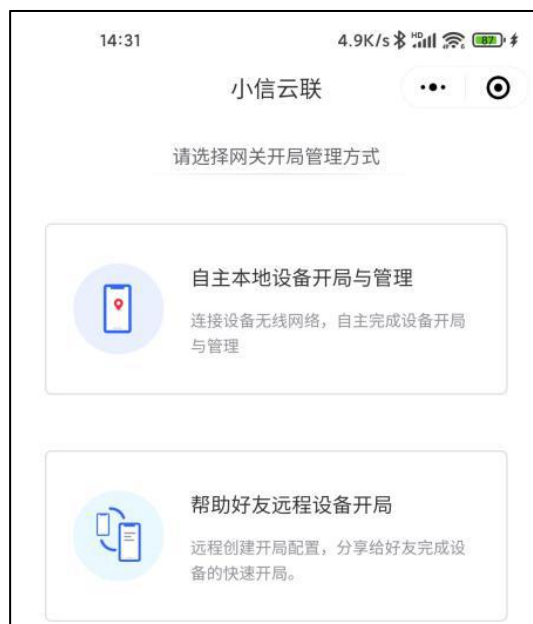 14:31 4.9K/s HD 87
小信云联
请选择网关开局管理方式
自主本地设备开局与管理
连接设备无线网络，自主完成设备开局
与管理
帮助好友远程设备开局
远程创建开局配置，分享给好友完成设
备的快速开局。